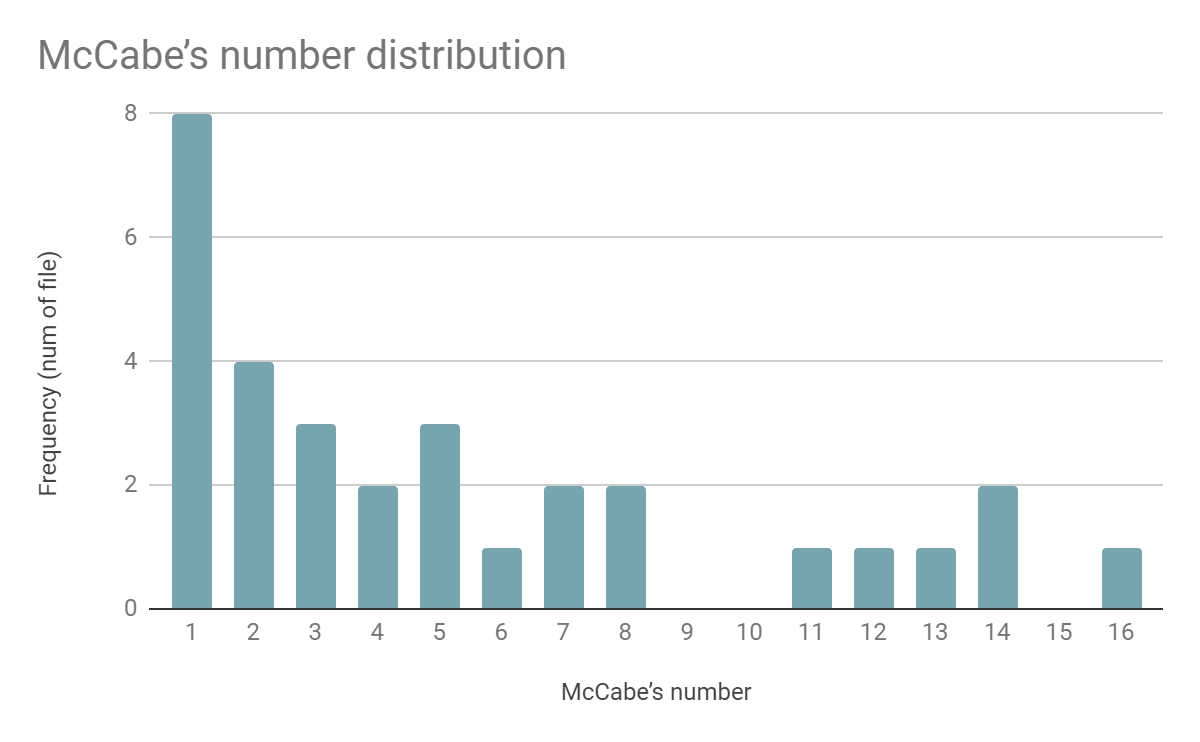 McCabe’s number distribution
Frequency (num of file)
8
6
4
2
0
1 2 3 4 5 6 7 8 9 10 11 12 13 14 15 16
McCabe’s number